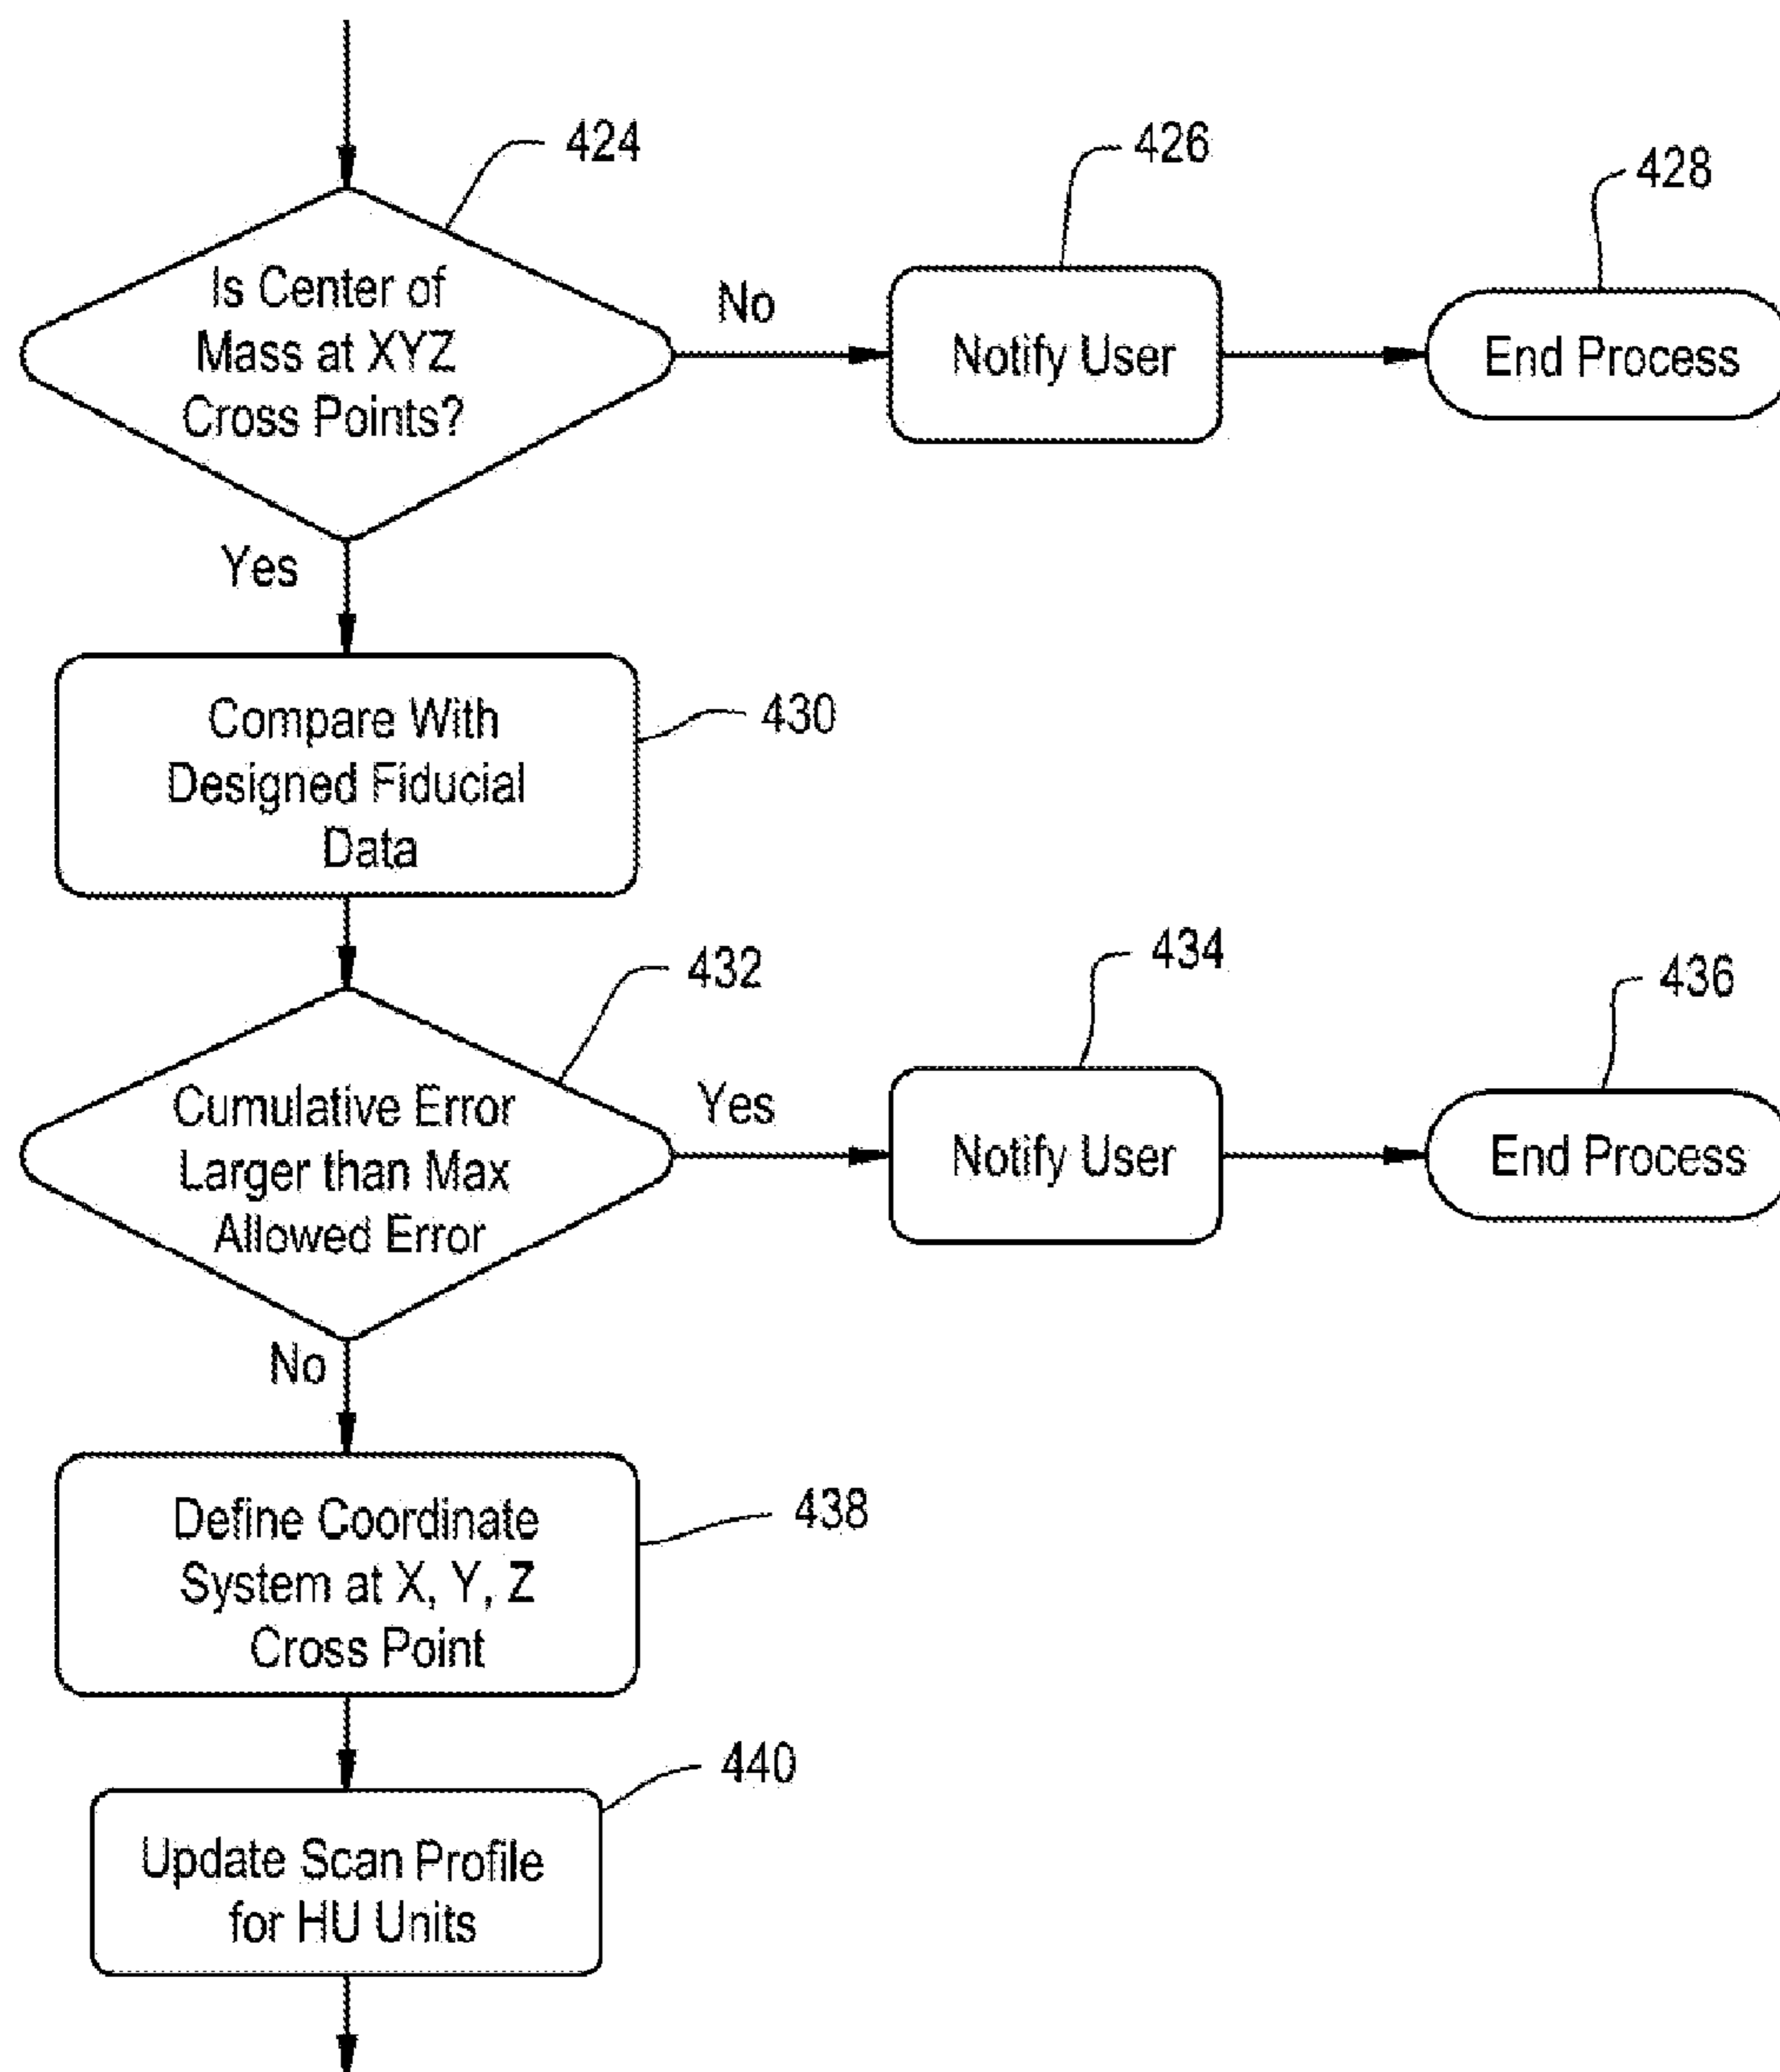 424
Is Center of
Mass at XYZ
Cross Points?
No
426
Notify User
428
End Process
Yes
430
Compare With
Designed Fiducial
Data
432
Cumulative Error
Larger than Max
Allowed Error
Yes
434
Notify User
436
End Process
No
438
Define Coordinate
System at X, Y, Z
Cross Point
440
Update Scan Profile
for HU Units